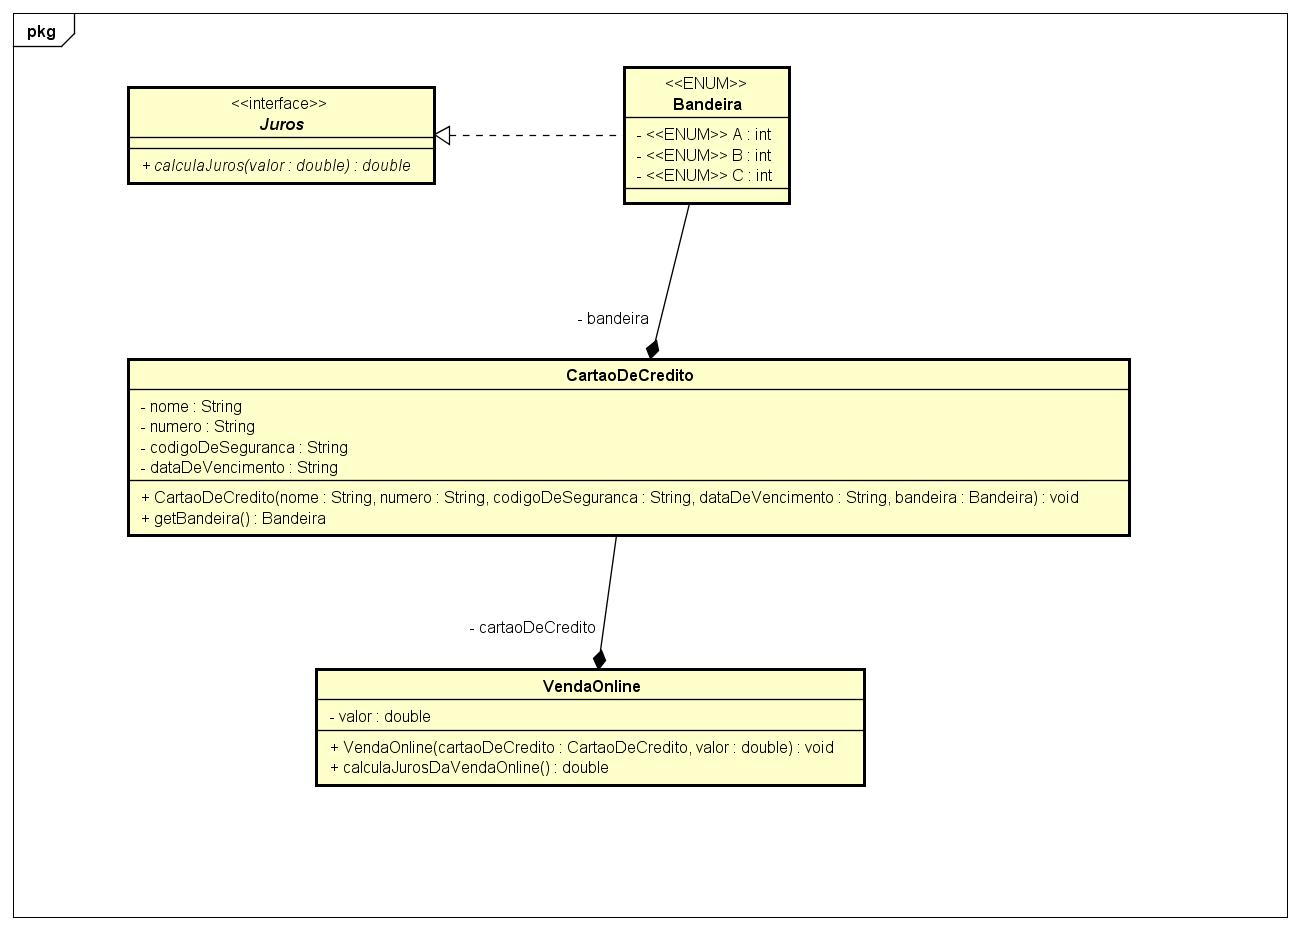 pkg
<<interface>>
Juros
+ calculaJuros(valor : double) : double
<<ENUM>>
Bandeira
- <<ENUM>> A : int
- <<ENUM>> B : int
- <<ENUM>> C : int
- bandeira
CartaoDeCredito
- nome : String
- numero : String
- codigoDeSeguranca : String
- dataDeVencimento : String
+ CartaoDeCredito(nome : String, numero : String, codigoDeSeguranca : String, dataDeVencimento : String, bandeira : Bandeira) : void
+ getBandeira() : Bandeira
- cartaoDeCredito
VendaOnline
- valor : double
+ VendaOnline(cartaoDeCredito : CartaoDeCredito, valor : double) : void
+ calculaJurosDaVendaOnline() : double